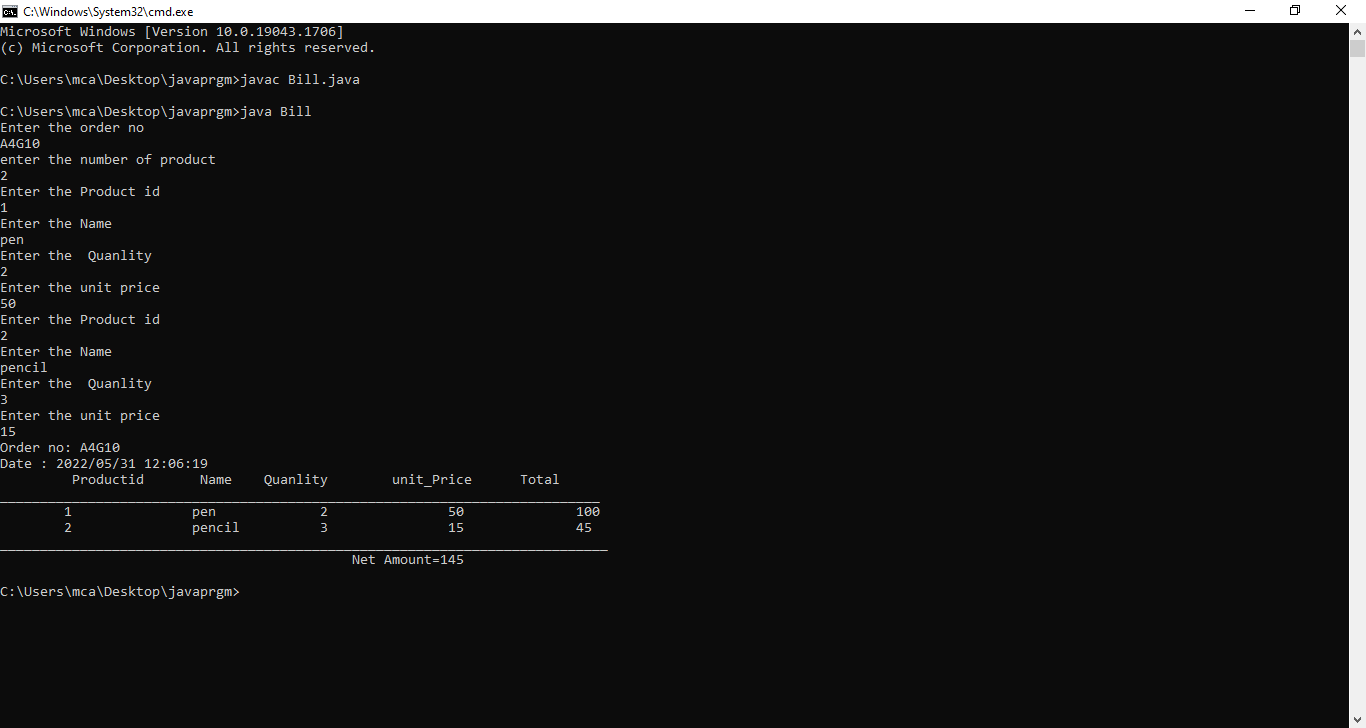 C:\Windows\System32\cmd.exe
Microsoft Windows [Version 10.0.19043.1706]
(c) Microsoft Corporation. All rights reserved.
C:\Users\mca\Desktop\javaprgm>javac Bill.java
C:\Users\mca\Desktop\javaprgm>java Bill
Enter the order no
A4G10
enter the number of product
2
Enter the Product id
1
Enter the Name
pen
Enter the  Quanlity
2
Enter the unit price
50
Enter the Product id
2
Enter the Name
pencil
Enter the  Quanlity
3
Enter the unit price
15
Order no: A4G10
Date : 2022/05/31 12:06:19
Productid Name Quanlity unit_Price Total
1 pen 2 50 100
2 pencil 3 15 45
Net Amount=145
C:\Users\mca\Desktop\javaprgm>